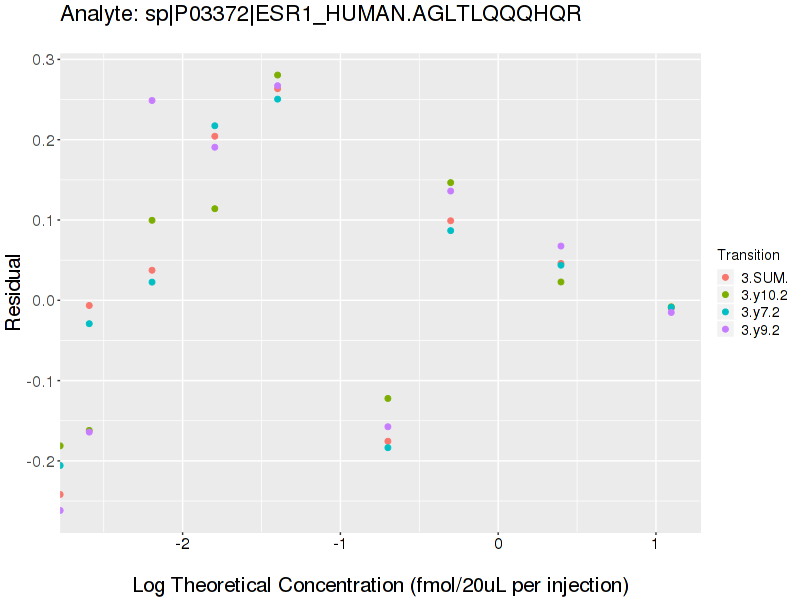 Analyte: sp|P03372|ESR1_HUMAN.AGLTLQQQHQR
0.3
0.2
0.1
0.0
-0.1
-0.2
Residual
-2
-1
0
1
Log Theoretical Concentration (fmol/20uL per injection)
Transition
3.SUM.
3.y10.2
3.y7.2
3.y9.2